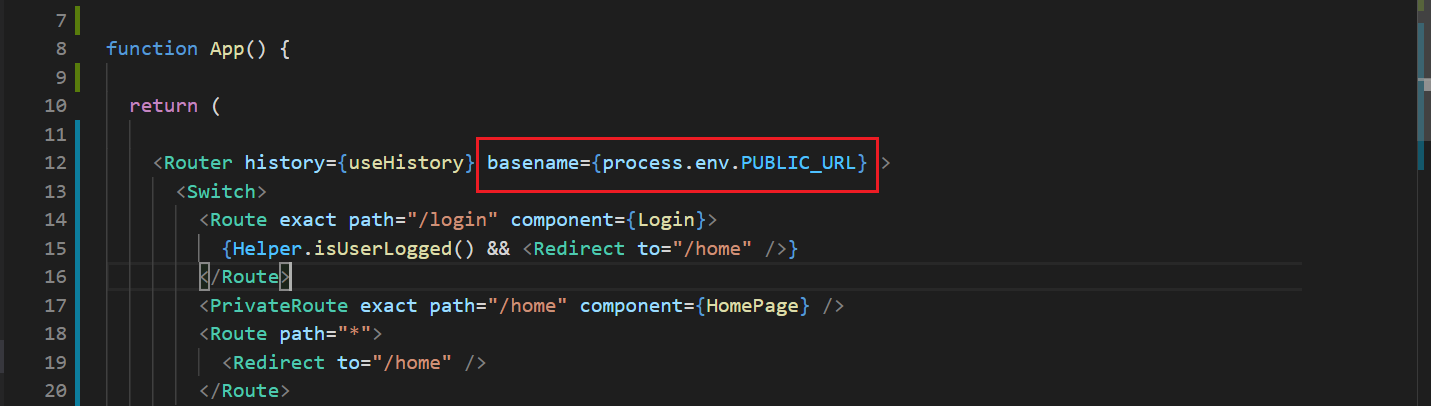 7
8 function App() {
9
10 return (
11
12 <Router history={useHistory} basename={process.env.PUBLIC_URL} >
13 <Switch>
14 <Route exact path="/login" component={Login}>
15 {Helper.isUserLogged() && <Redirect to="/home" />}
16 </Route>
17 <PrivateRoute exact path="/home" component={HomePage} />
18 <Route path="*">
19 <Redirect to="/home" />
20 </Route>